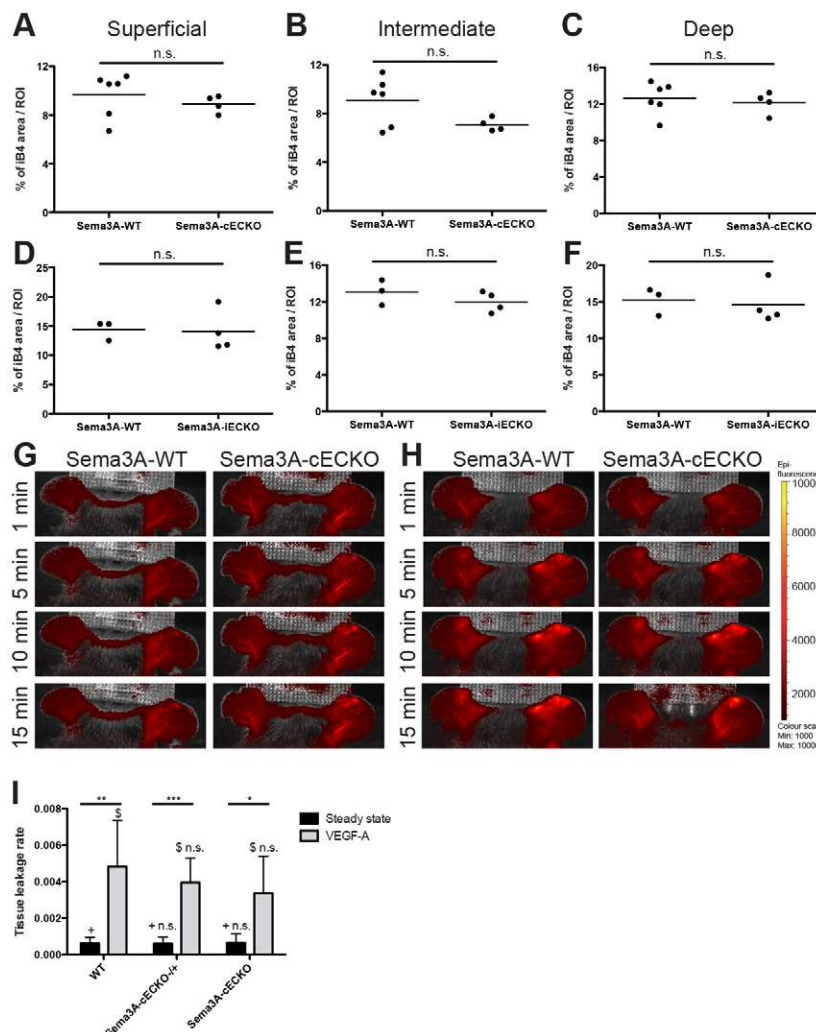 A Superficial
B Intermediate
C Deep
n.s.
n.s.
n.s.
% of iB4 area / ROI
12
8
4
0
Sema3A-WT Sema3A-cECKO
% of iB4 area / ROI
12
8
4
0
Sema3A-WT Sema3A-cECKO
% of iB4 area / ROI
16
12
8
4
0
Sema3A-WT Sema3A-cECKO
D
E
F
n.s.
n.s.
n.s.
% of iB4 area / ROI
25
20
15
10
5
0
Sema3A-WT Sema3A-iECKO
% of iB4 area / ROI
16
12
8
4
0
Sema3A-WT Sema3A-iECKO
% of iB4 area / ROI
20
15
10
5
0
Sema3A-WT Sema3A-iECKO
G Sema3A-WT Sema3A-cECKO
1 min
5 min
10 min
15 min
H Sema3A-WT Sema3A-cECKO
1 min
5 min
10 min
15 min
Epi-
10000
8000
6000
4000
2000
Min: 1000
I
** *** *
Tissue leakage rate
0.008
0.006
0.004
0.002
0.000
$
$ n.s.
$ n.s.
+
+ n.s.
+ n.s.
Steady state
VEGF-A
WT
Sema3A-cECKO-/+
Sema3A-cECKO